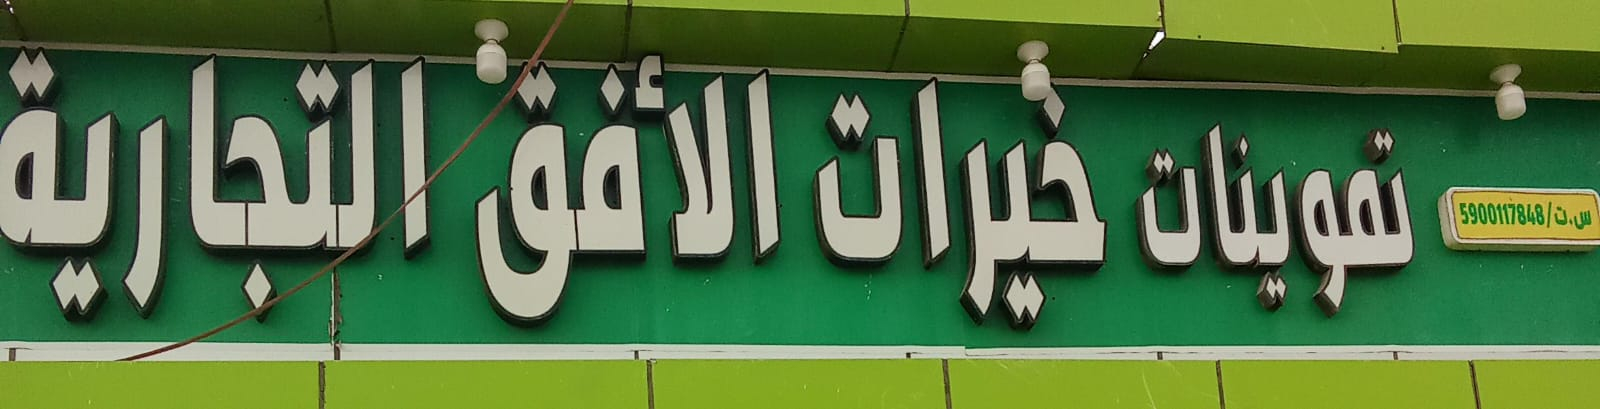 تموينات خيرات الأفق التجارية
س.ت/5900117848